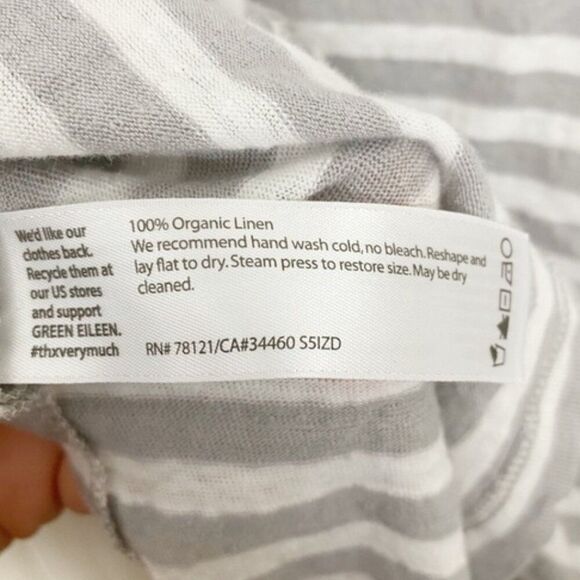 We'd like our
clothes back.
Recycle them at
our US stores
and support
GREEN EILEEN.
#thxverymuch
100% Organic Linen
We recommend hand wash cold, no bleach. Reshape and
lay flat to dry. Steam press to restore size. May be dry
cleaned.
RN# 78121/CA#34460 S5IZD